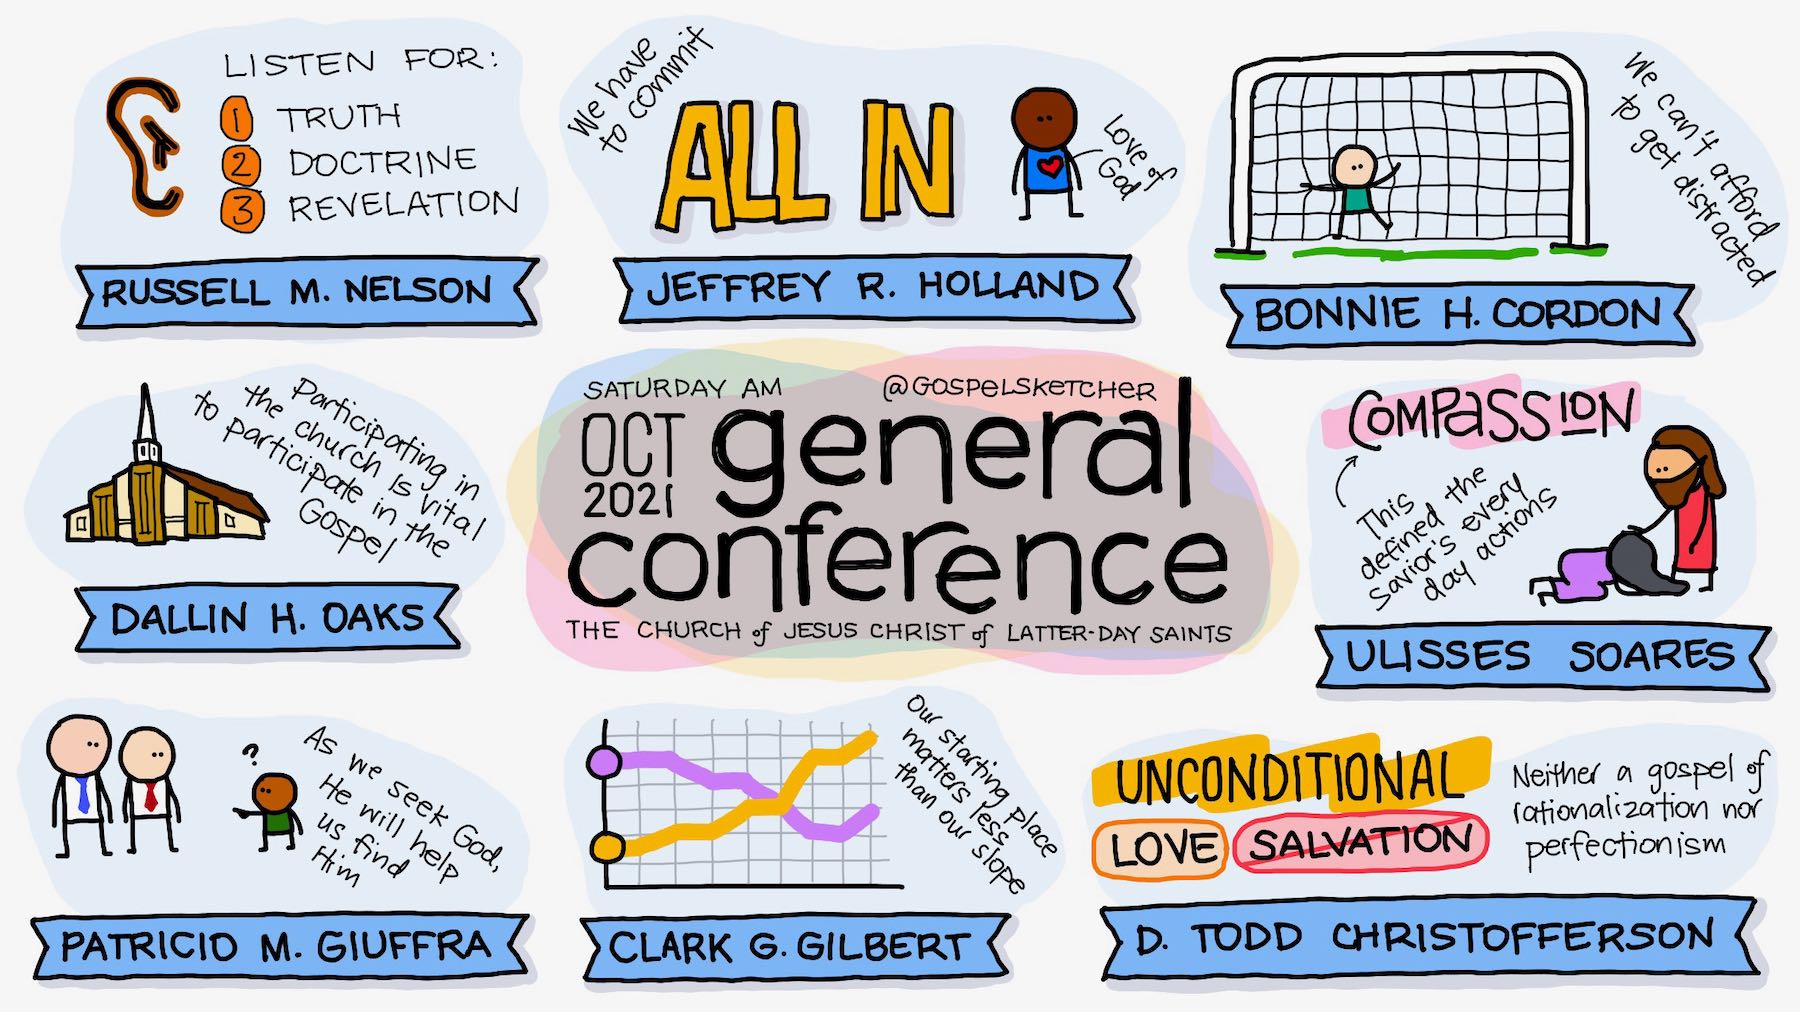 LISTEN FOR:
1 TRUTH
2 DOCTRINE
3 REVELATION
RUSSELL M. NELSON
We have
to commit
ALL IN
Love of
God
JEFFREY R. HOLLAND
We can't afford
to get distracted
BONNIE H. CORDON
Participating in
the church is vital
to participate in the
Gospel
DALLIN H. OAKS
SATURDAY AM
@GOSPELSKETCHER
OCT
2021
general
conference
THE CHURCH of JESUS CHRIST of LATTER-DAY SAINTS
COMPASSION
This
defined the
savior's every
day actions
ULISSES SOARES
?
As we seek God,
He will help
us find
Him
PATRICIO M. GIUFFRA
Our starting place
matters less
than our slope
CLARK G. GILBERT
UNCONDITIONAL
LOVE
SALVATION
Neither a gospel of
rationalization nor
perfectionism
D. TODD CHRISTOFFERSON